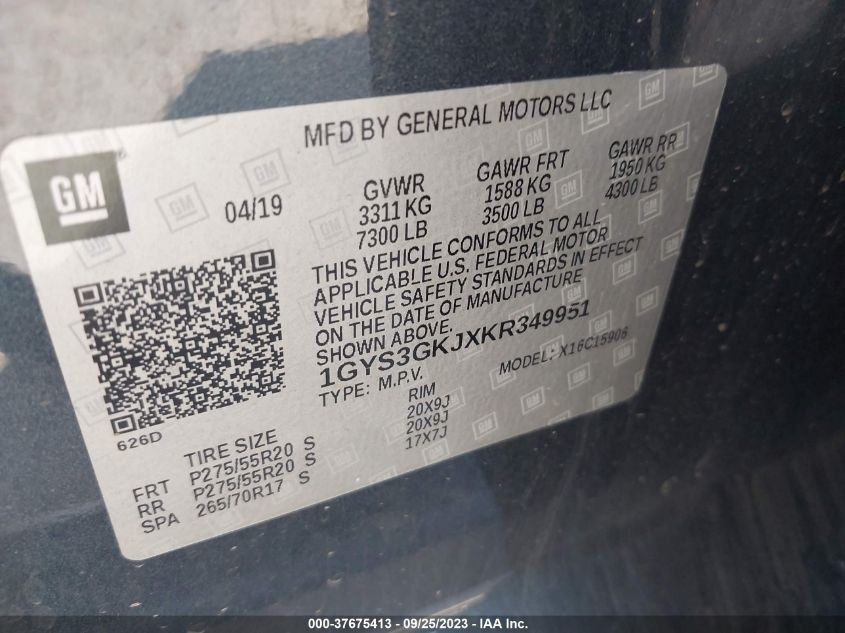 MFD BY GENERAL MOTORS LLC
GM
04/19
GVWR GAWR FRT GAWR RR
3311 KG 1588 KG 1950 KG
7300 LB 3500 LB 4300 LB
THIS VEHICLE CONFORMS TO ALL
APPLICABLE U.S. FEDERAL MOTOR
VEHICLE SAFETY STANDARDS IN EFFECT
ON THE DATE OF MANUFACTURE
SHOWN ABOVE.
1GYS3GKJXKR349951
TYPE: M.P.V. MODEL: X16C15906
626D
TIRE SIZE RIM
FRT P275/55R20 S 20X9J
RR P275/55R20 S 20X9J
SPA 265/70R17 S 17X7J
000-37675413 - 09/25/2023 - IAA Inc.